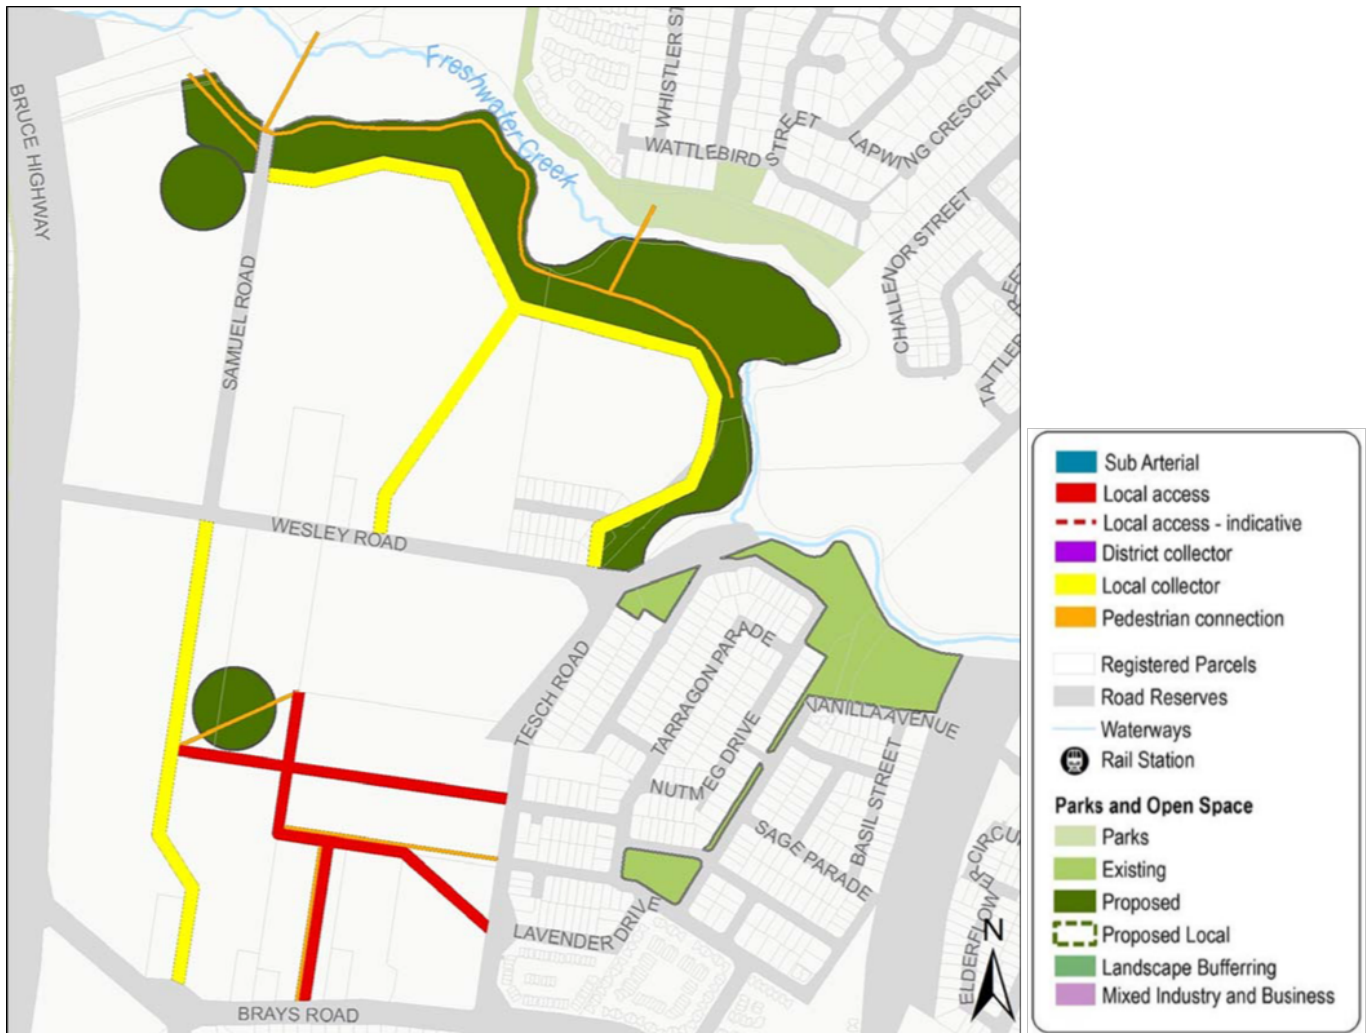 BRUCE HIGHWAY
Freshwater Creek
WHISTLER ST
WATTLEBIRD STREET
LAPWING CRESCENT
CHALLENOR STREET
TATTLER REET
SAMUEL ROAD
WESLEY ROAD
TESCH ROAD
TARRAGON PARADE
NUTMEG DRIVE
VANILLA AVENUE
BASIL STREET
SAGE PARADE
LAVENDER DRIVE
ELDERFLOWER CIRCU
BRAYS ROAD
N
Sub Arterial
Local access
Local access - indicative
District collector
Local collector
Pedestrian connection
Registered Parcels
Road Reserves
Waterways
Rail Station
Parks and Open Space
Parks
Existing
Proposed
Proposed Local
Landscape Bufferring
Mixed Industry and Business